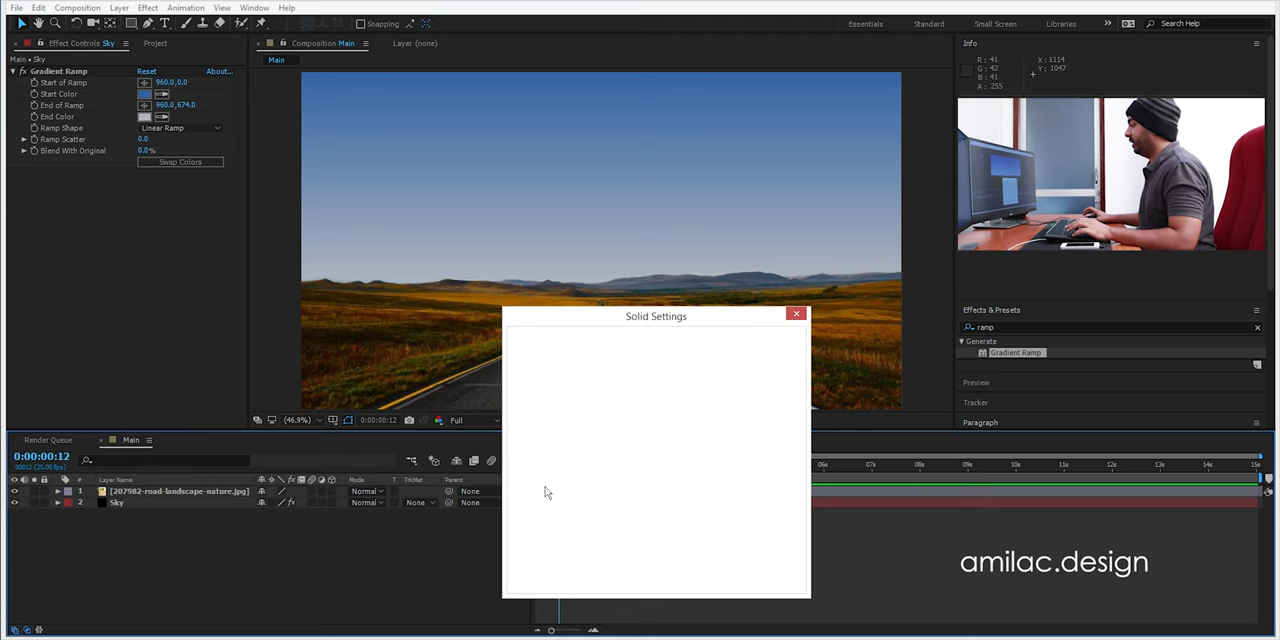 File Edit Composition Layer Effect Animation View Window Help
Snapping
Essentials Standard Small Screen Libraries Search Help
Effect Controls Sky Project
Composition Main Layer (none)
Info
Main • Sky
Main
Gradient Ramp Reset About...
Start of Ramp 960.0,0.0
Start Color
End of Ramp 960.0,674.0
End Color
Ramp Shape Linear Ramp
Ramp Scatter 0.0
Blend With Original 0.0%
Swap Colors
R: 41
G: 42
B: 41
A: 255
X: 1114
Y: 1047
Solid Settings
Effects & Presets
ramp
Generate
Gradient Ramp
Preview
Tracker
Paragraph
(46.9%) 0:00:00:12 Full
Render Queue Main
0:00:00:12
00012 (25.00 fps)
# Layer Name Mode T TrkMat Parent
1 [207982-road-landscape-nature.jpg] Normal None
2 Sky Normal None None
06s 07s 08s 09s 10s 11s 12s 13s 14s 15s
amilac.design